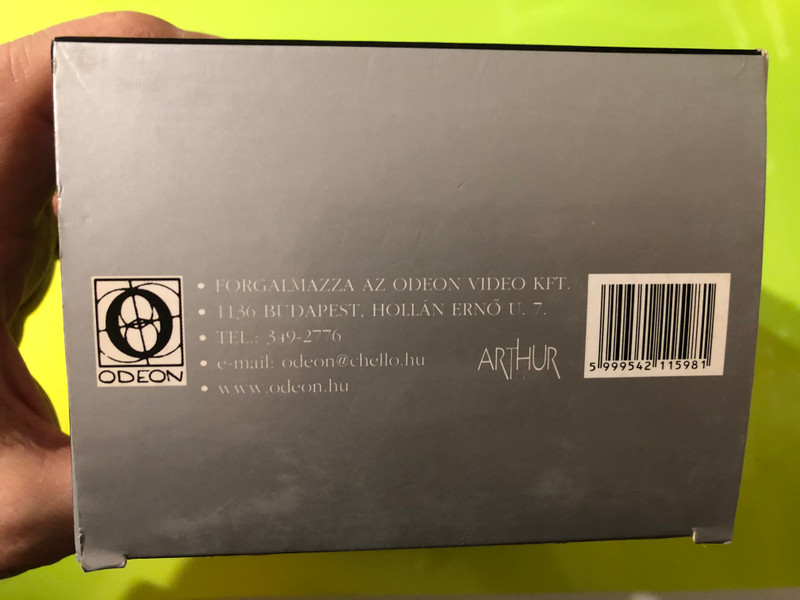 • FORGALMAZZA AZ ODEON VIDEO KFT.
• 1136 BUDAPEST, HOLLÁN ERNŐ U. 7.
• TEL.: 349-2776
• e-mail: odeon@chello.hu
• www.odeon.hu
O
ODEON
ARTHUR
5 999542 115981